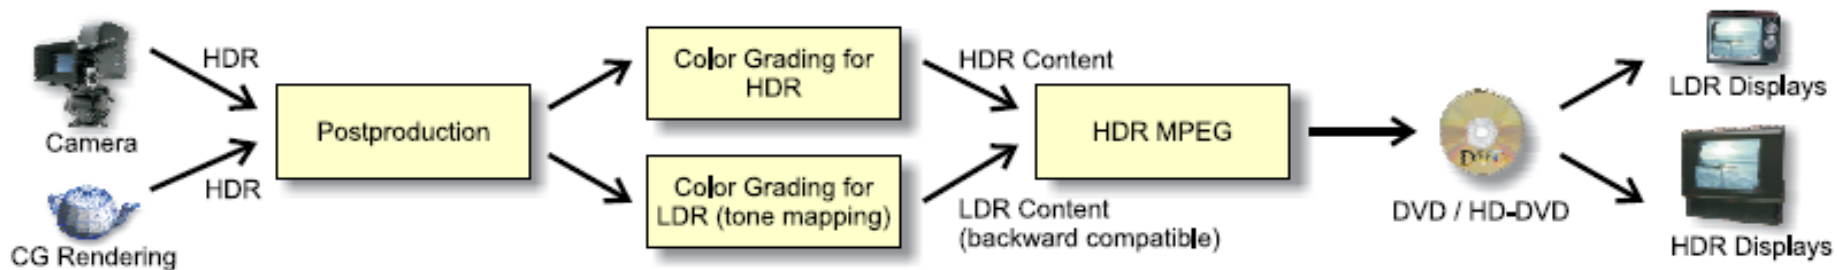 HDR
Camera
HDR
CG Rendering
Postproduction
Color Grading for
HDR
Color Grading for
LDR (tone mapping)
HDR Content
LDR Content
(backward compatible)
HDR MPEG
DVD / HD-DVD
LDR Displays
HDR Displays